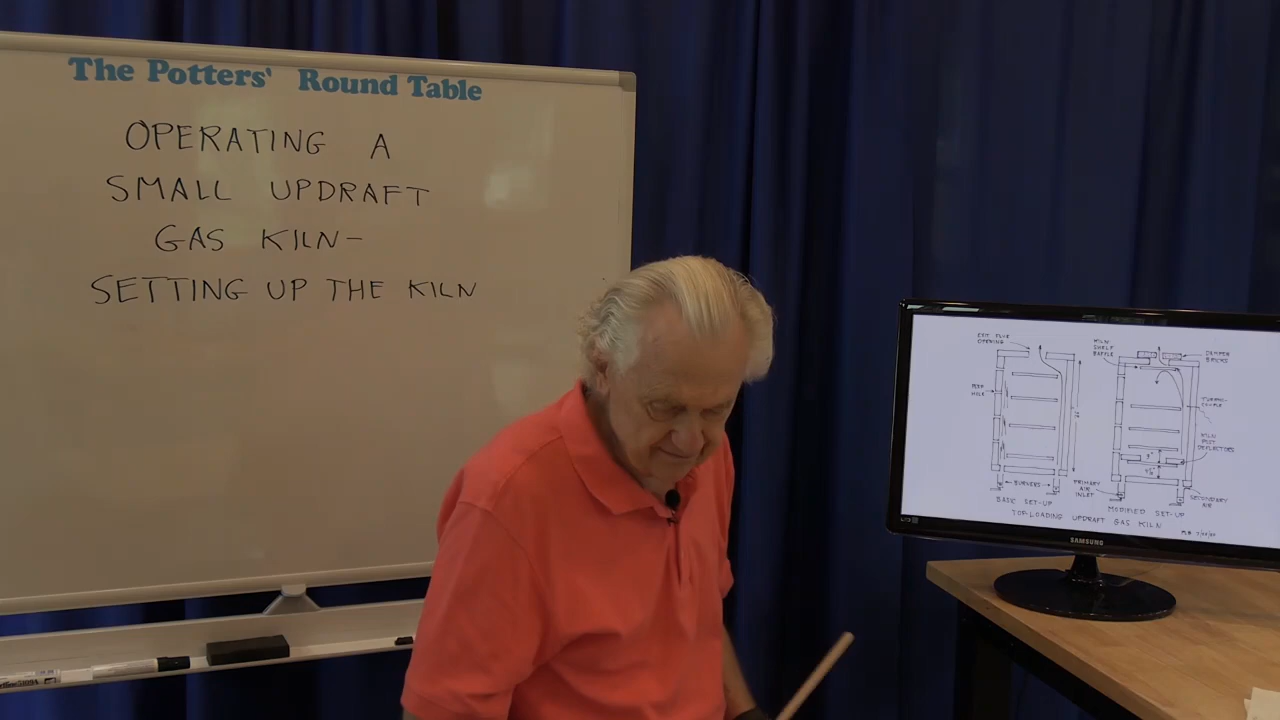 The Potters' Round Table
OPERATING A
SMALL UPDRAFT
GAS KILN-
SETTING UP THE KILN
EXIT FLUE
OPENING
KILN
SHELF
BAFFLE
DAMPER
BRICKS
PEEP
HOLE
THERMO-
COUPLE
KILN
POST
DEFLECTORS
BURNERS
PRIMARY
AIR
INLET
SECONDARY
AIR
BASIC SET-UP
MODIFIED SET-UP
TOP-LOADING UPDRAFT GAS KILN
SAMSUNG